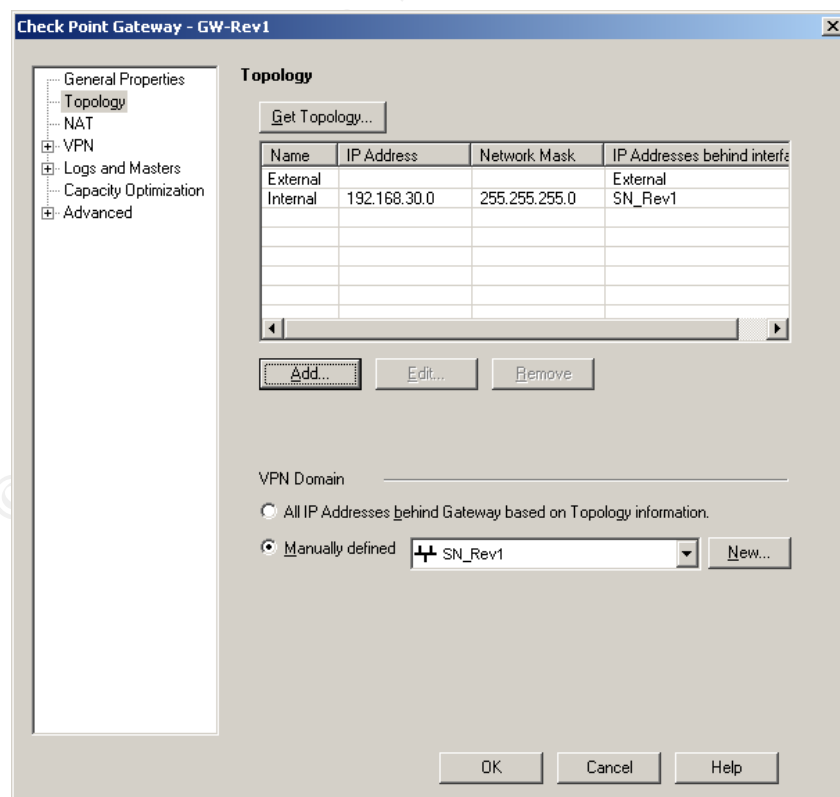 Check Point Gateway - GW-Rev1
General Properties
Topology
NAT
VPN
Logs and Masters
Capacity Optimization
Advanced
Topology
Get Topology...
Name IP Address Network Mask IP Addresses behind interfa
External External
Internal 192.168.30.0 255.255.255.0 SN_Rev1
Add... Edit... Remove
VPN Domain
All IP Addresses behind Gateway based on Topology information.
Manually defined SN_Rev1 New...
OK Cancel Help